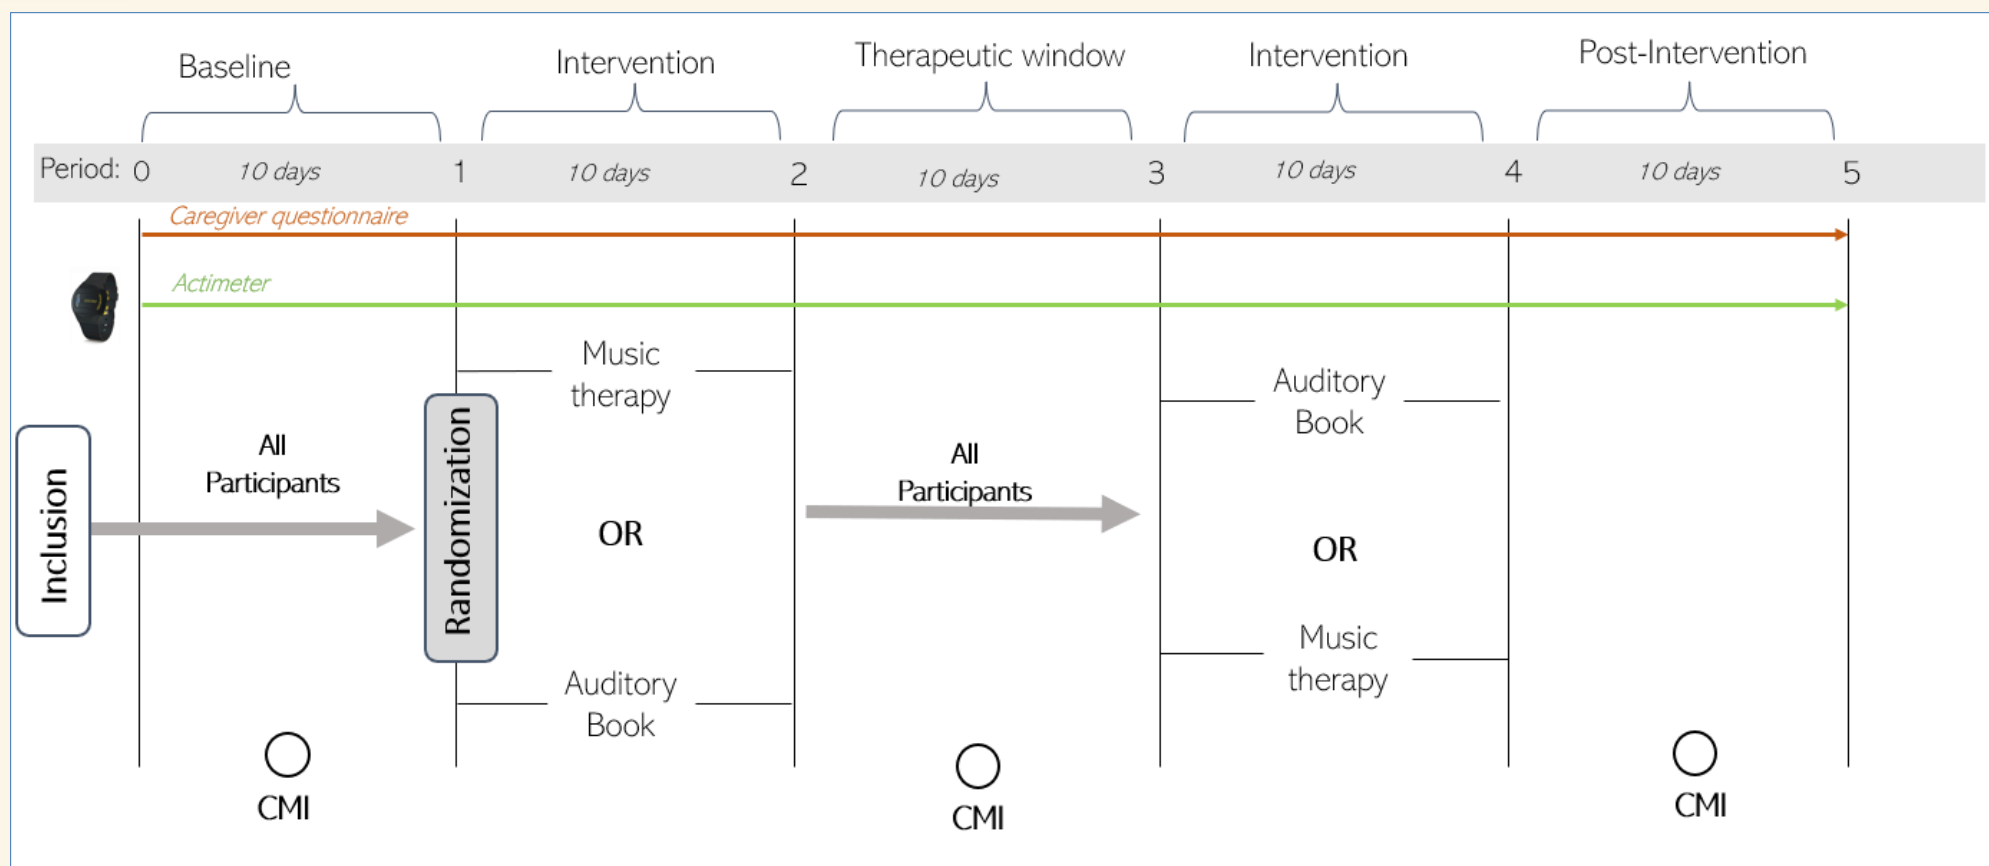 Baseline
Intervention
Therapeutic window
Intervention
Post-Intervention
Period: 0 10 days 1 10 days 2 10 days 3 10 days 4 10 days 5
Caregiver questionnaire
Actimeter
Inclusion
All
Participants
Randomization
Music
therapy
OR
Auditory
Book
All
Participants
Auditory
Book
OR
Music
therapy
CMI
CMI
CMI